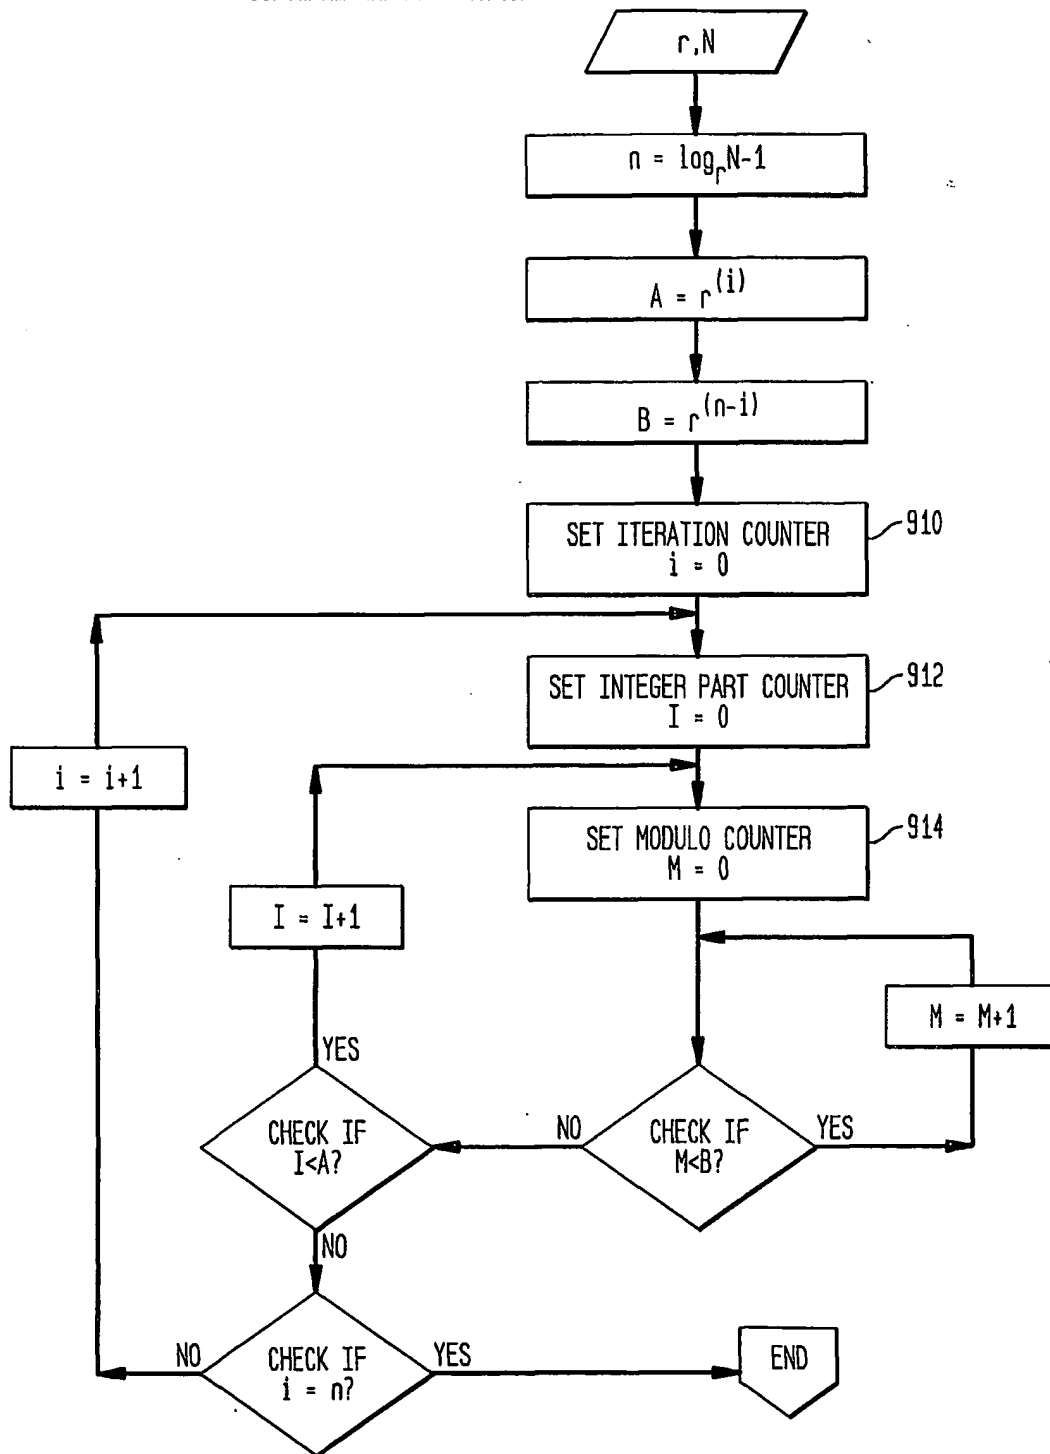 r,N
n = log_r N-1
A = r^(i)
B = r^(n-i)
SET ITERATION COUNTER
i = 0
910
SET INTEGER PART COUNTER
I = 0
912
i = i+1
SET MODULO COUNTER
M = 0
914
I = I+1
M = M+1
YES
CHECK IF
I<A?
NO
CHECK IF
M<B?
YES
NO
NO
CHECK IF
i = n?
YES
END